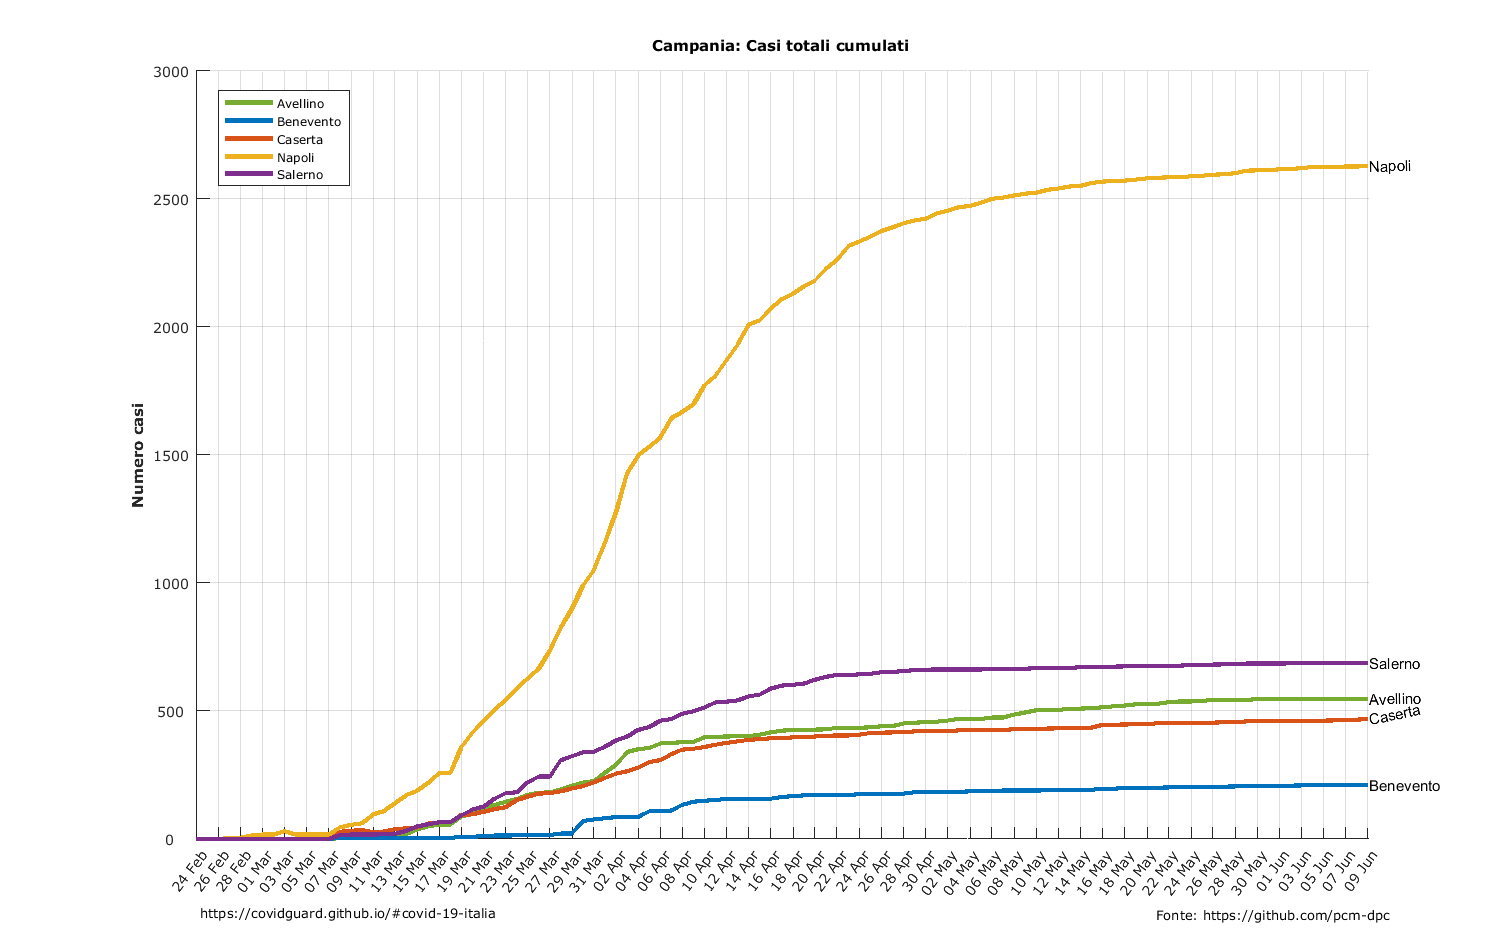 Campania: Casi totali cumulati
3000
2500
2000
1500
1000
500
0
Numero casi
Avellino
Benevento
Caserta
Napoli
Salerno
Napoli
Salerno
Avellino
Caserta
Benevento
24 Feb
26 Feb
28 Feb
01 Mar
03 Mar
05 Mar
07 Mar
09 Mar
11 Mar
13 Mar
15 Mar
17 Mar
19 Mar
21 Mar
23 Mar
25 Mar
27 Mar
29 Mar
31 Mar
02 Apr
04 Apr
06 Apr
08 Apr
10 Apr
12 Apr
14 Apr
16 Apr
18 Apr
20 Apr
22 Apr
24 Apr
26 Apr
28 Apr
30 Apr
02 May
04 May
06 May
08 May
10 May
12 May
14 May
16 May
18 May
20 May
22 May
24 May
26 May
28 May
30 May
01 Jun
03 Jun
05 Jun
07 Jun
09 Jun
https://covidguard.github.io/#covid-19-italia
Fonte: https://github.com/pcm-dpc